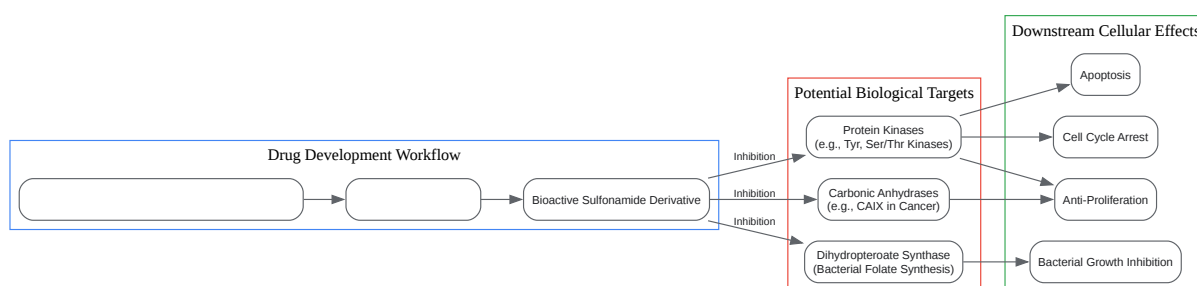 Drug Development Workflow
Bioactive Sulfonamide Derivative
Inhibition
Inhibition
Inhibition
Potential Biological Targets
Protein Kinases
(e.g., Tyr, Ser/Thr Kinases)
Carbonic Anhydrases
(e.g., CAIX in Cancer)
Dihydropteroate Synthase
(Bacterial Folate Synthesis)
Downstream Cellular Effects
Apoptosis
Cell Cycle Arrest
Anti-Proliferation
Bacterial Growth Inhibition